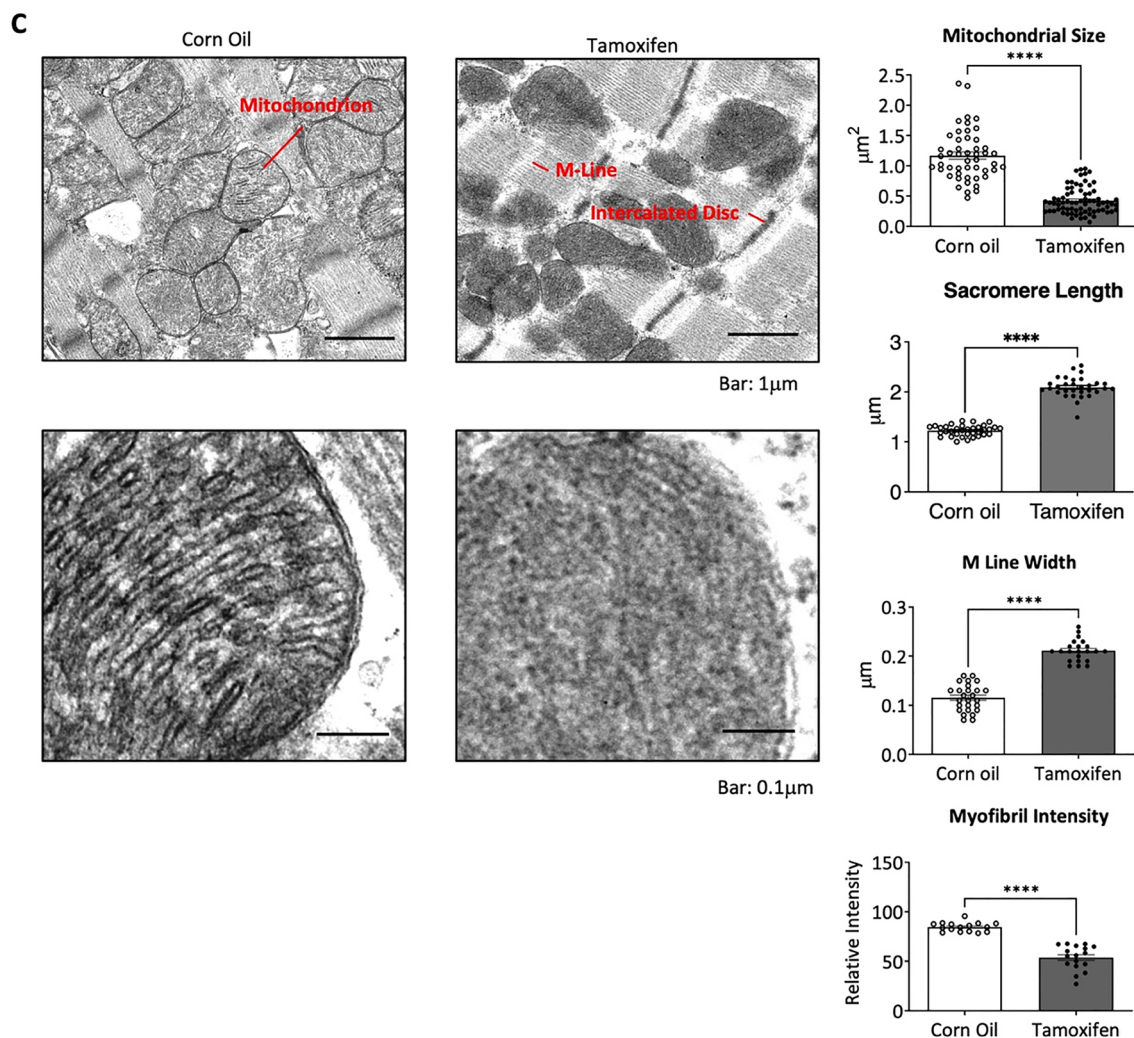 C
Corn Oil
Mitochondrion
Tamoxifen
M-Line
Intercalated Disc
Bar: 1μm
Bar: 0.1μm
Mitochondrial Size
****
μm2
2.5
2.0
1.5
1.0
0.5
0.0
Corn oil
Tamoxifen
Sacromere Length
****
μm
3
2
1
0
Corn oil
Tamoxifen
M Line Width
****
μm
0.3
0.2
0.1
0.0
Corn oil
Tamoxifen
Myofibril Intensity
****
Relative Intensity
150
100
50
0
Corn Oil
Tamoxifen